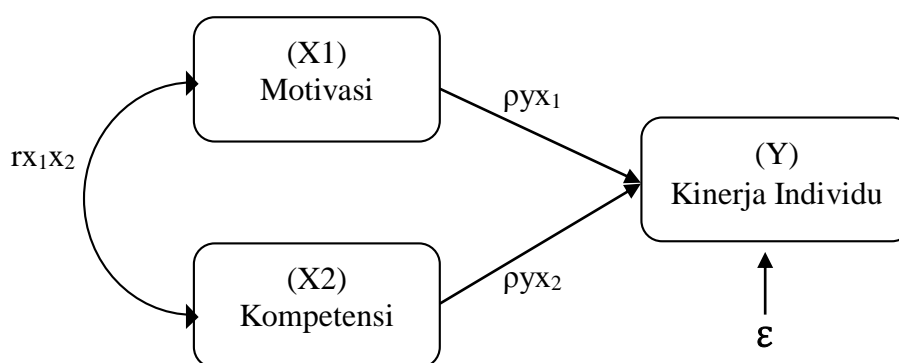 (X1)
Motivasi
ρyx₁
rx₁x₂
(Y)
Kinerja Individu
(X2)
Kompetensi
ρyx₂
ε